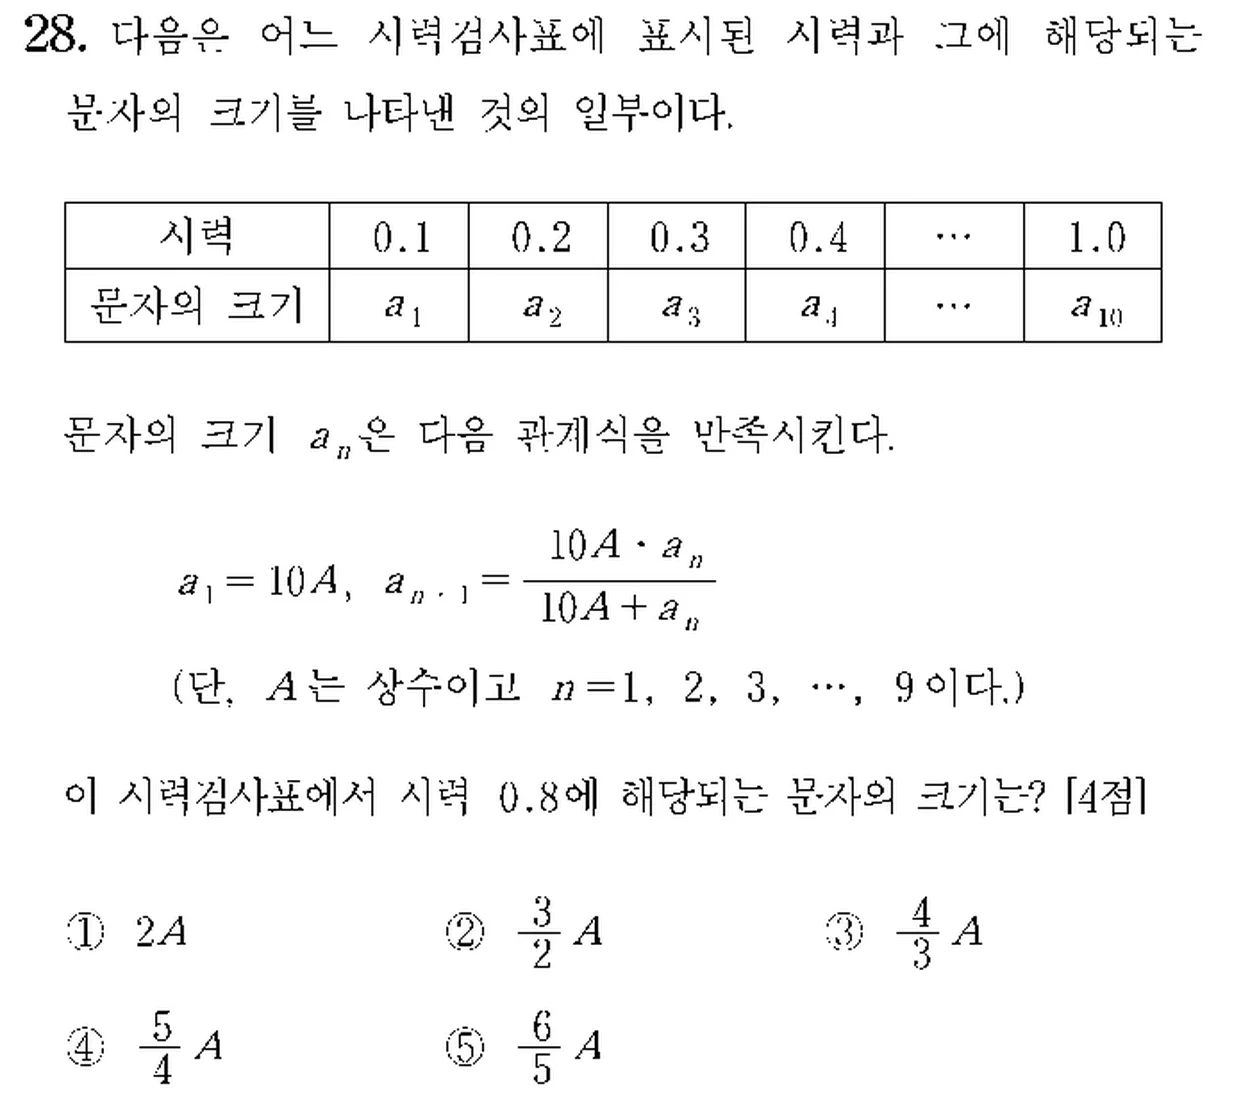 28. 다음은 어느 시력검사표에 표시된 시력과 그에 해당되는
문자의 크기를 나타낸 것의 일부이다.
시력 0.1 0.2 0.3 0.4 … 1.0
문자의 크기 a₁ a₂ a₃ a₄ … a₁₀
문자의 크기 aₙ은 다음 관계식을 만족시킨다.
a₁ = 10A, aₙ₊₁ = (10A · aₙ)/(10A + aₙ)
(단, A는 상수이고 n=1, 2, 3, …, 9이다.)
이 시력검사표에서 시력 0.8에 해당되는 문자의 크기는? [4점]
① 2A ② 3/2 A ③ 4/3 A
④ 5/4 A ⑤ 6/5 A